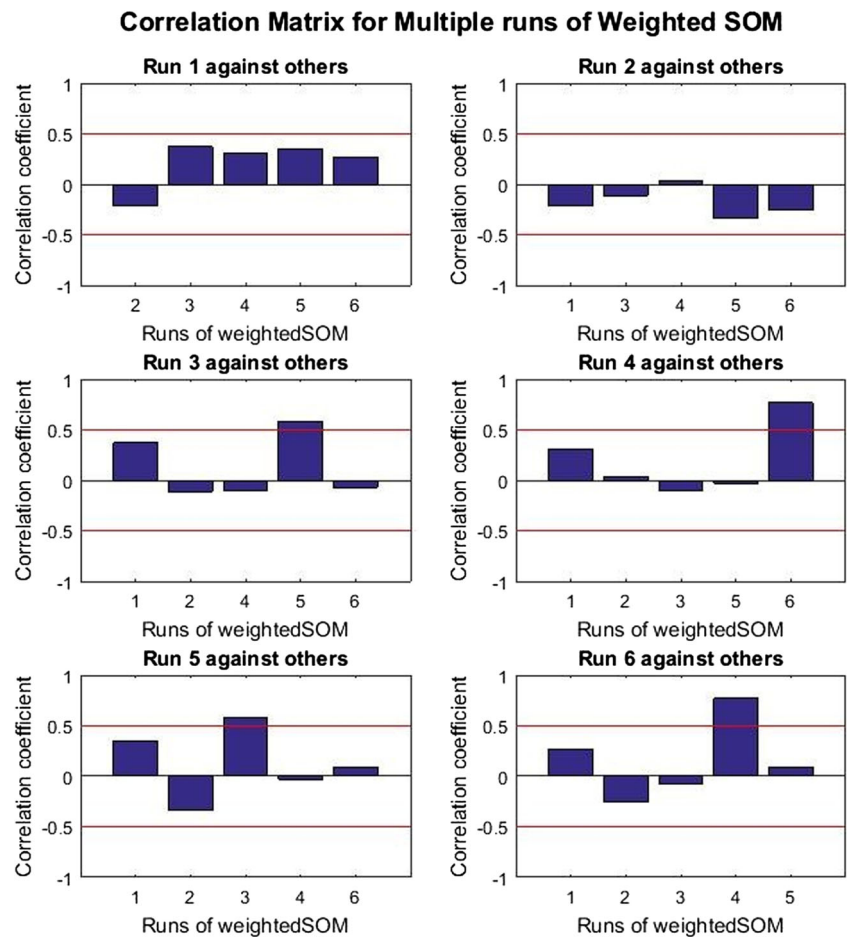 Correlation Matrix for Multiple runs of Weighted SOM
Run 1 against others
Correlation coefficient
1
0.5
0
-0.5
-1
2 3 4 5 6
Runs of weightedSOM
Run 2 against others
Correlation coefficient
1
0.5
0
-0.5
-1
1 3 4 5 6
Runs of weightedSOM
Run 3 against others
Correlation coefficient
1
0.5
0
-0.5
-1
1 2 4 5 6
Runs of weightedSOM
Run 4 against others
Correlation coefficient
1
0.5
0
-0.5
-1
1 2 3 5 6
Runs of weightedSOM
Run 5 against others
Correlation coefficient
1
0.5
0
-0.5
-1
1 2 3 4 6
Runs of weightedSOM
Run 6 against others
Correlation coefficient
1
0.5
0
-0.5
-1
1 2 3 4 5
Runs of weightedSOM